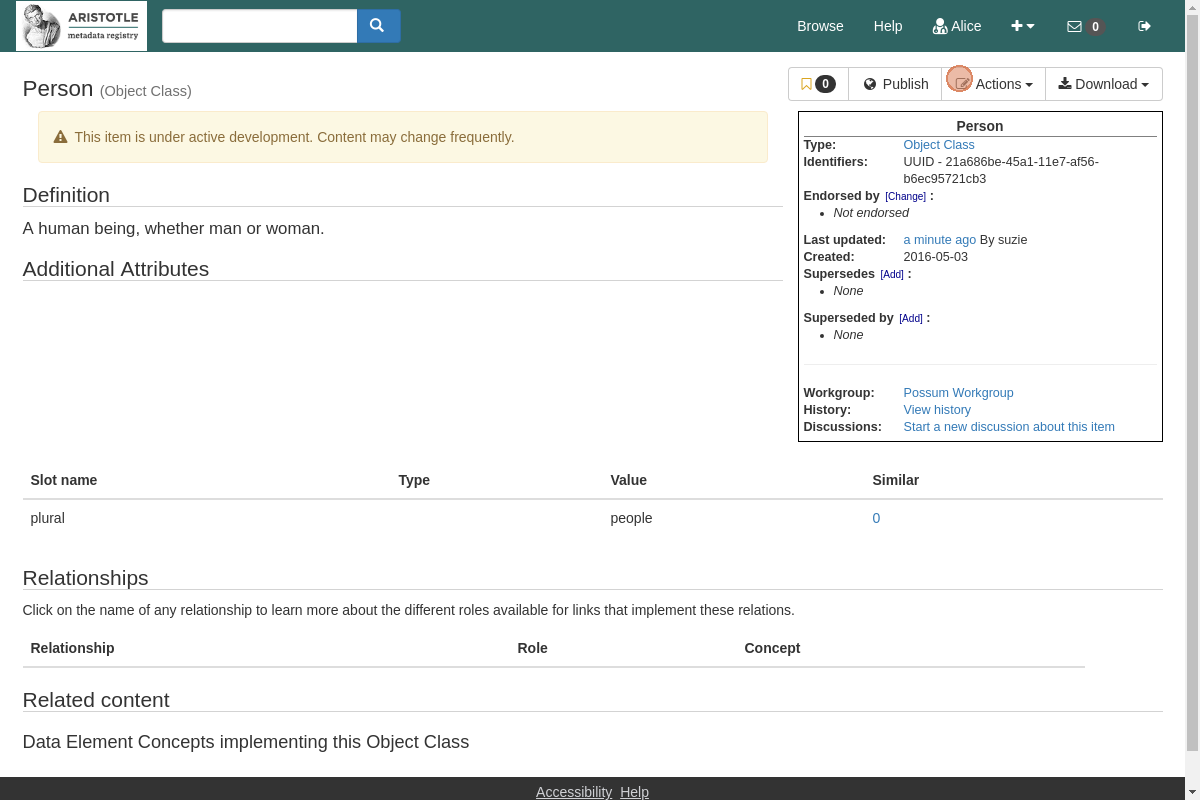 ARISTOTLE
metadata registry
Browse Help Alice 0
Person (Object Class)
0 Publish Actions Download
This item is under active development. Content may change frequently.
Definition
A human being, whether man or woman.
Additional Attributes
Person
Type: Object Class
Identifiers: UUID - 21a686be-45a1-11e7-af56-
b6ec95721cb3
Endorsed by [Change] :
Not endorsed
Last updated: a minute ago By suzie
Created: 2016-05-03
Supersedes [Add] :
None
Superseded by [Add] :
None
Workgroup: Possum Workgroup
History: View history
Discussions: Start a new discussion about this item
Slot name Type Value Similar
plural people 0
Relationships
Click on the name of any relationship to learn more about the different roles available for links that implement these relations.
Relationship Role Concept
Related content
Data Element Concepts implementing this Object Class
Accessibility Help